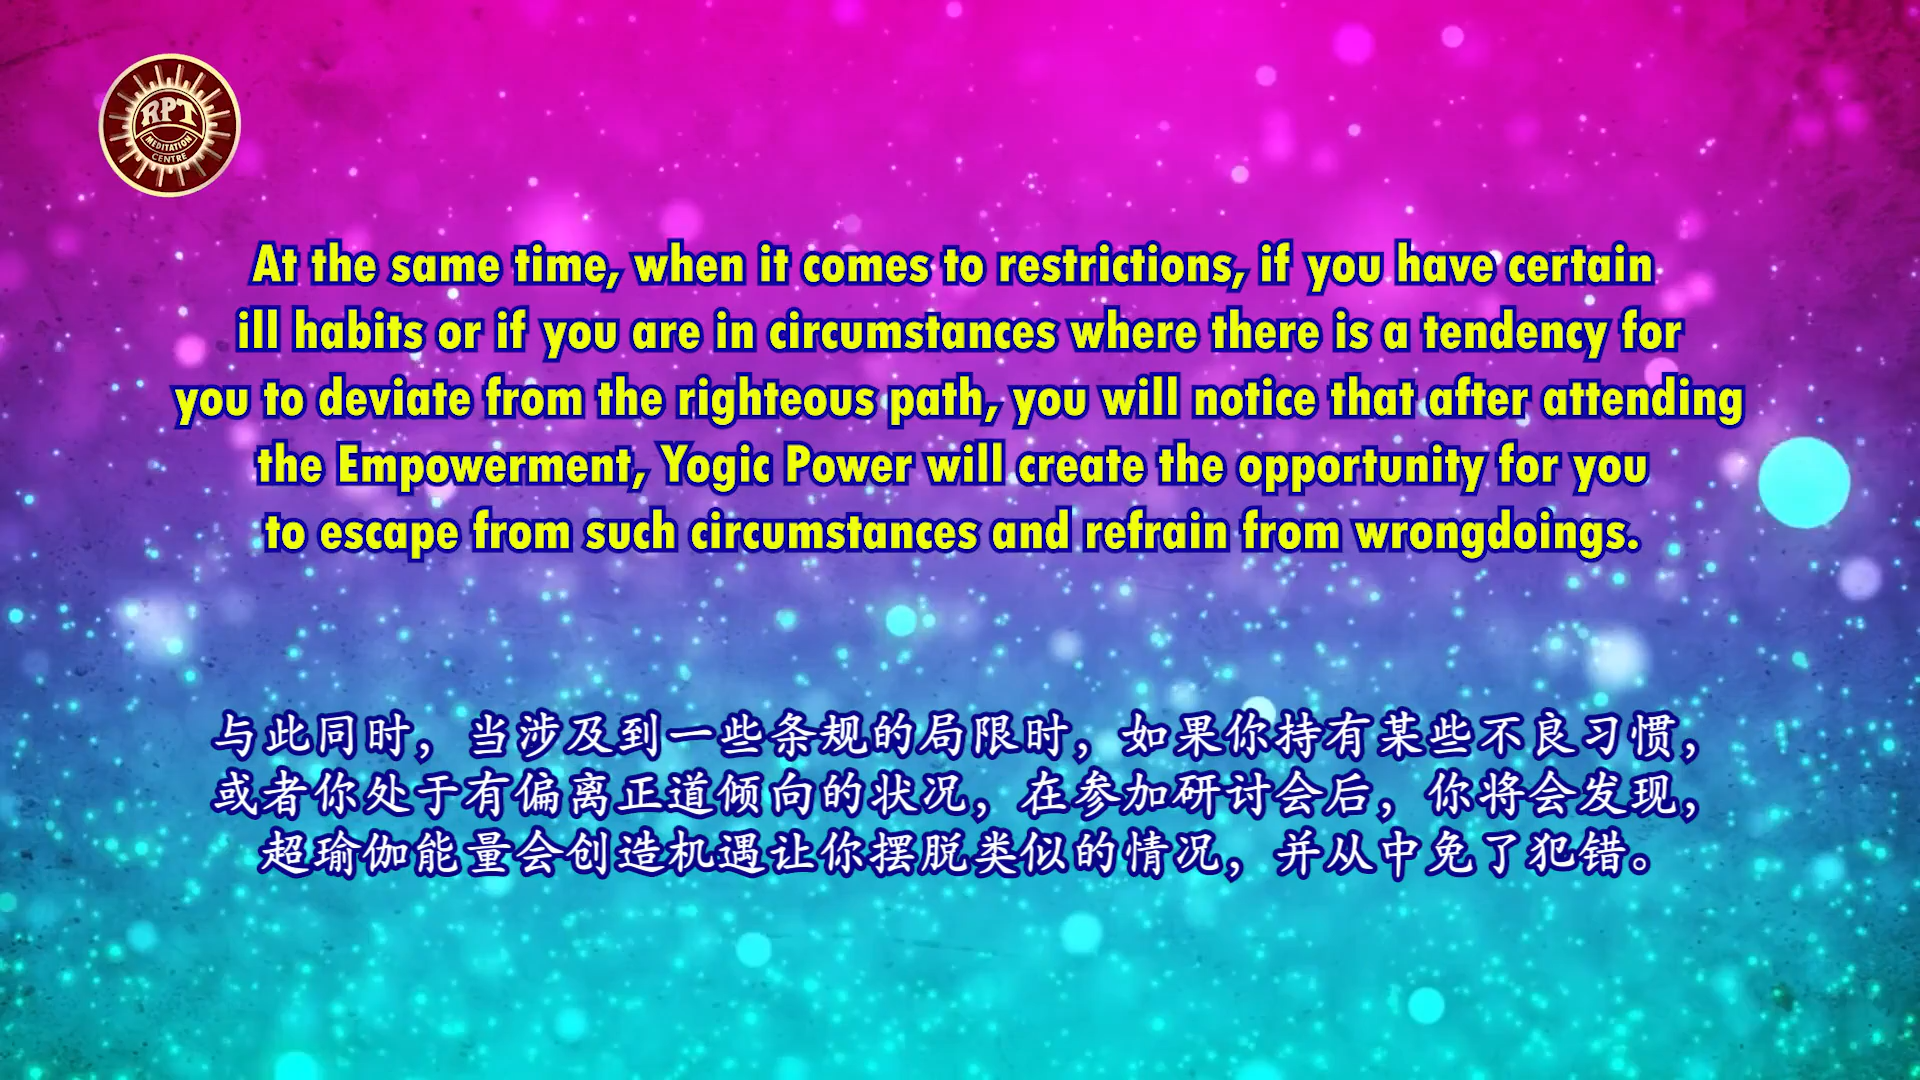 RPT
MEDITATION
CENTRE
At the same time, when it comes to restrictions, if you have certain
ill habits or if you are in circumstances where there is a tendency for
you to deviate from the righteous path, you will notice that after attending
the Empowerment, Yogic Power will create the opportunity for you
to escape from such circumstances and refrain from wrongdoings.
与此同时，当涉及到一些条规的局限时，如果你持有某些不良习惯，
或者你处于有偏离正道倾向的状况，在参加研讨会后，你将会发现，
超瑜伽能量会创造机遇让你摆脱类似的情况，并从中免了犯错。